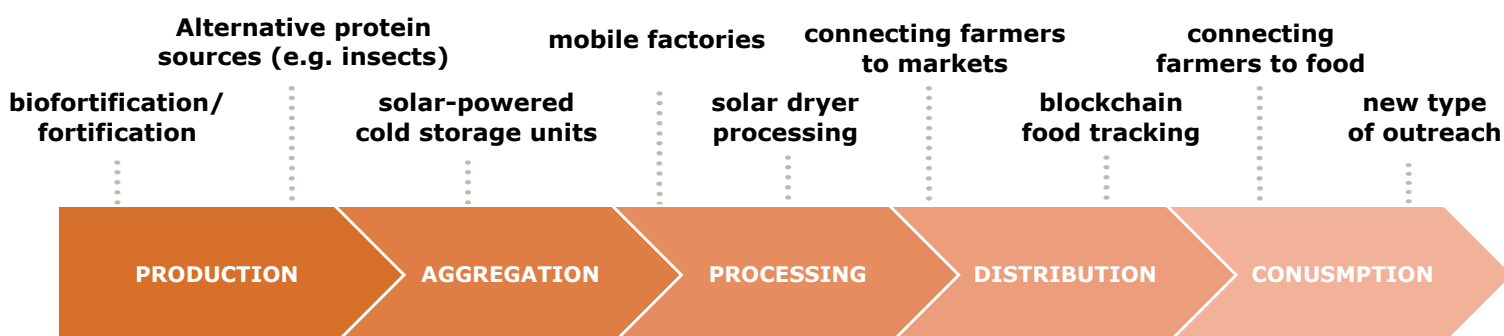 Alternative protein
sources (e.g. insects)
mobile factories
connecting farmers
to markets
connecting
farmers to food
biofortification/
fortification
solar-powered
cold storage units
solar dryer
processing
blockchain
food tracking
new type
of outreach
PRODUCTION
AGGREGATION
PROCESSING
DISTRIBUTION
CONUSMPTION